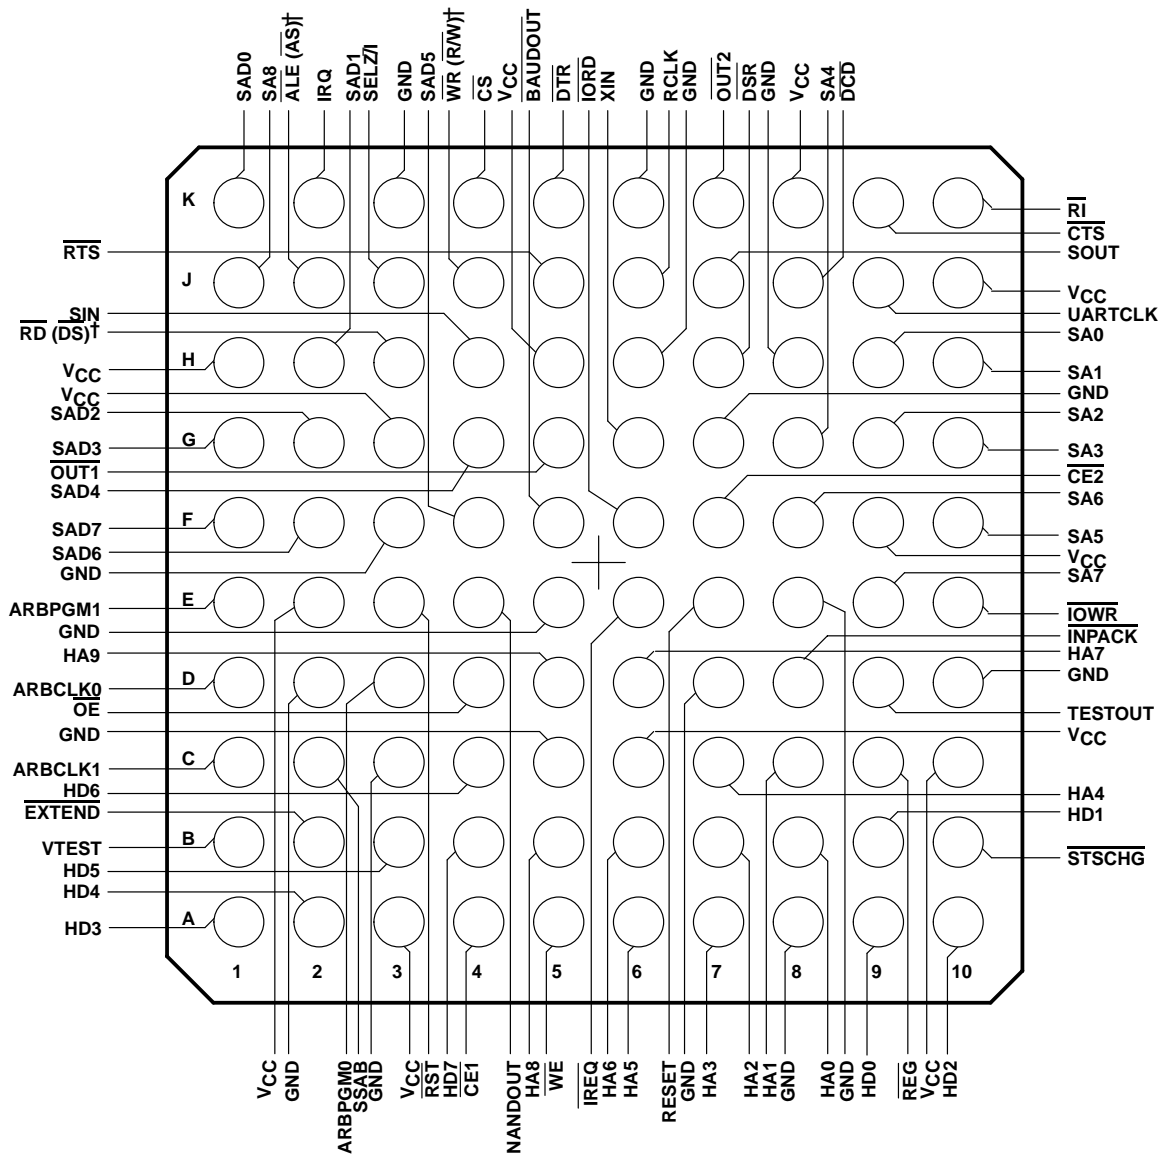 SAD0
SA8
ALE (AS)†
IRQ
SAD1
SELZ/I
GND
SAD5
WR (R/W)†
CS
VCC
BAUDOUT
DTR
IORD
XIN
GND
RCLK
GND
OUT2
DSR
GND
VCC
SA4
DCD
RTS
SIN
RD (DS)†
VCC
VCC
SAD2
SAD3
OUT1
SAD4
SAD7
SAD6
GND
ARBPGM1
GND
HA9
ARBCLK0
OE
GND
ARBCLK1
HD6
EXTEND
VTEST
HD5
HD4
HD3
K
J
H
G
F
E
D
C
B
A
1 2 3 4 5 6 7 8 9 10
RI
CTS
SOUT
VCC
UARTCLK
SA0
SA1
GND
SA2
SA3
CE2
SA6
SA5
VCC
SA7
IOWR
INPACK
HA7
GND
TESTOUT
VCC
HA4
HD1
STSCHG
VCC
GND
ARBPGM0
SSAB
GND
VCC
RST
HD7
CE1
NANDOUT
HA8
WE
IREQ
HA6
HA5
RESET
GND
HA3
HA2
HA1
GND
HA0
GND
HD0
REG
VCC
HD2